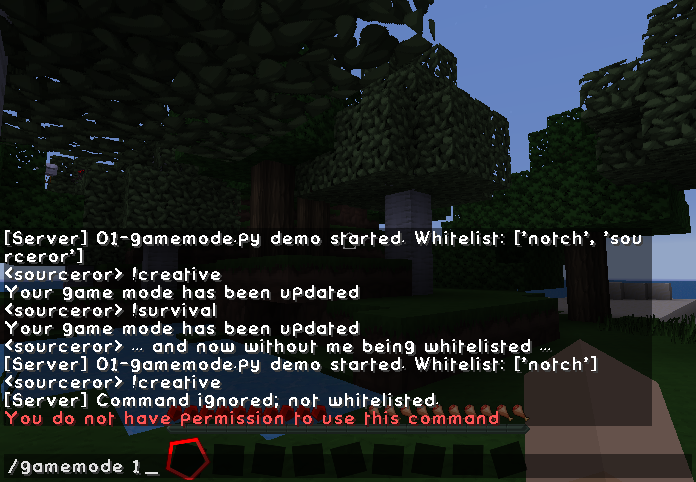 [Server] 01-gamemode.py demo started. Whitelist: ['notch', 'sou
rceror']
<sourceror> !creative
Your game mode has been updated
<sourceror> !survival
Your game mode has been updated
<sourceror> ... and now without me being whitelisted ...
[Server] 01-gamemode.py demo started. Whitelist: ['notch']
<sourceror> !creative
[Server] Command ignored; not whitelisted.
You do not have permission to use this command
/gamemode 1_